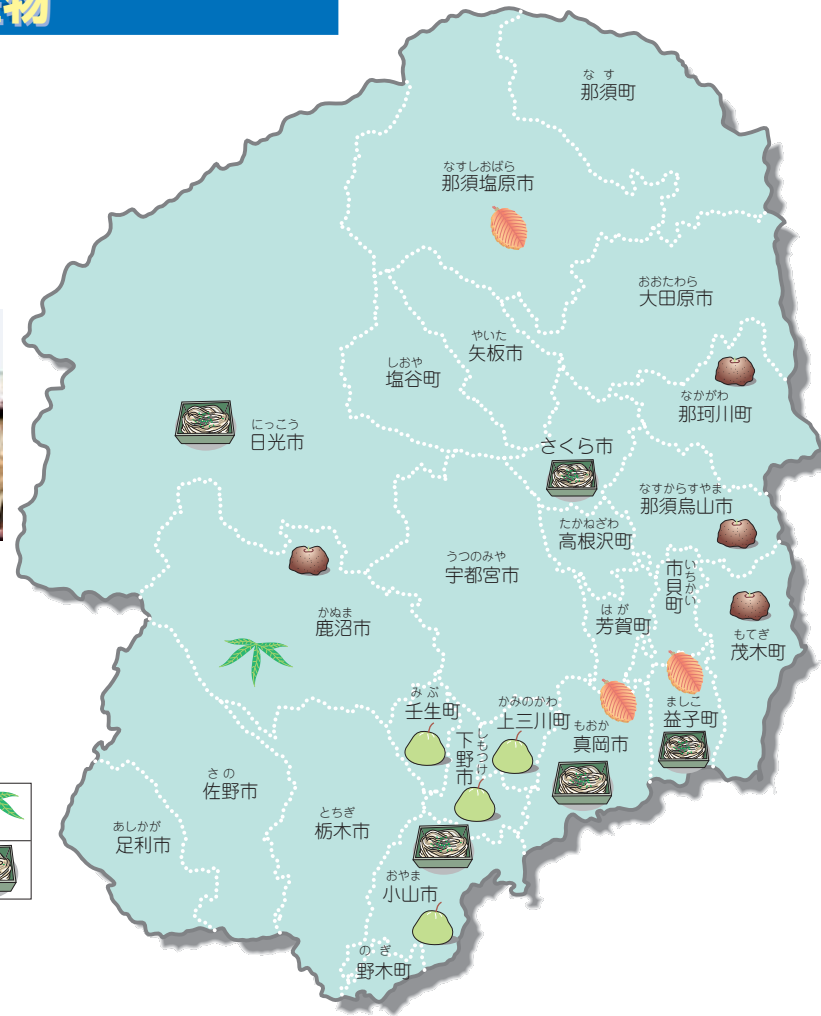 物
なす
那須町
なすしおばら
那須塩原市
おおたわら
大田原市
やいた
矢板市
しおや
塩谷町
なかがわ
那珂川町
にっこう
日光市
さくら市
なすからすやま
那須烏山市
たかねざわ
高根沢町
うつのみや
宇都宮市
いちかい
市貝町
はが
芳賀町
かぬま
鹿沼市
もてぎ
茂木町
みぶ
壬生町
かみのかわ
上三川町
ましこ
益子町
しもつけ
下野市
もおか
真岡市
さの
佐野市
とちぎ
栃木市
あしかが
足利市
おやま
小山市
のぎ
野木町